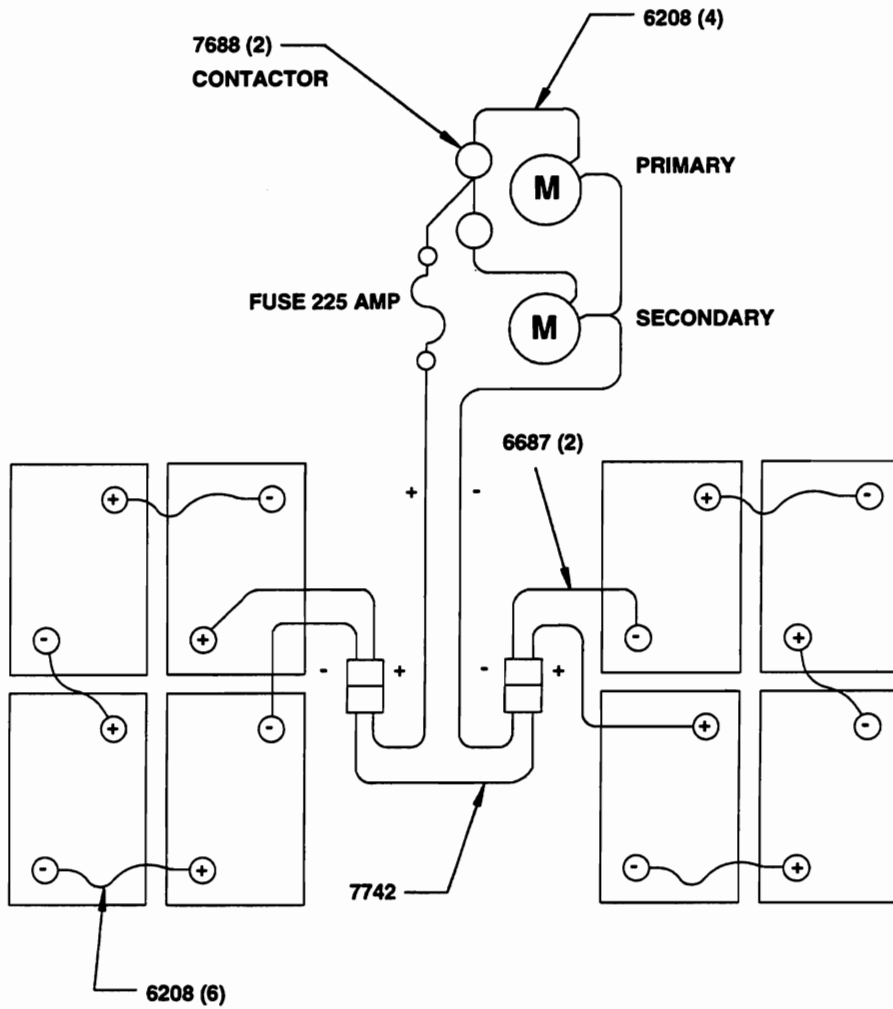 6208 (4)
7688 (2)
CONTACTOR
M
PRIMARY
FUSE 225 AMP
M
SECONDARY
6687 (2)
+ -
+ -
+ -
+ -
- +
- +
- + - +
+ -
+ -
- +
- +
7742
6208 (6)